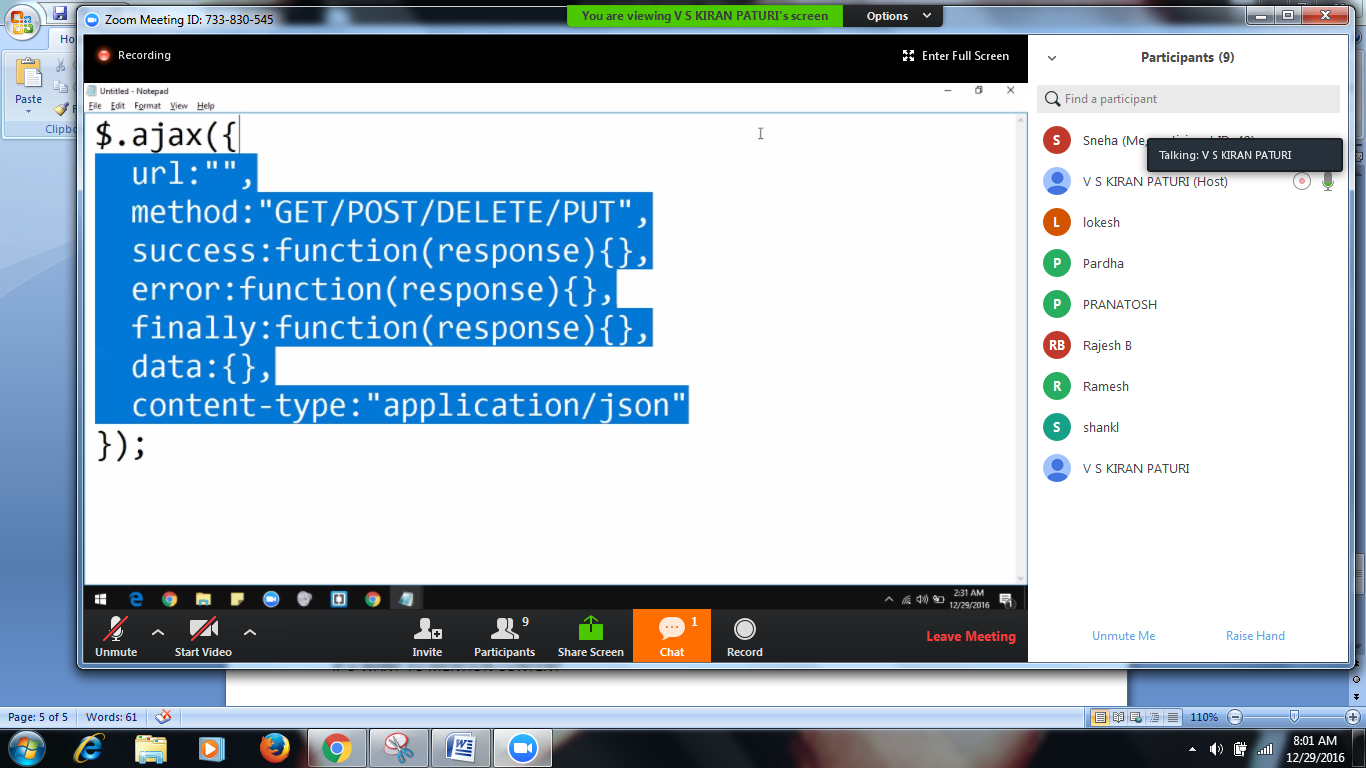 Zoom Meeting ID: 733-830-545
You are viewing V S KIRAN PATURI's screen
Options
Paste
Recording
Enter Full Screen
Untitled - Notepad
File Edit Format View Help
$.ajax({
url:"",
method:"GET/POST/DELETE/PUT",
success:function(response){},
error:function(response){},
finally:function(response){},
data:{},
content-type:"application/json"
});
Participants (9)
Find a participant
S Sneha (Me,
Talking: V S KIRAN PATURI
V S KIRAN PATURI (Host)
L lokesh
P Pardha
P PRANATOSH
RB Rajesh B
R Ramesh
S shankl
V S KIRAN PATURI
Unmute Me Raise Hand
2:31 AM
12/29/2016
Unmute
Start Video
Invite
9
Participants
Share Screen
1
Chat
Record
Leave Meeting
Page: 5 of 5 Words: 61
110%
8:01 AM
12/29/2016